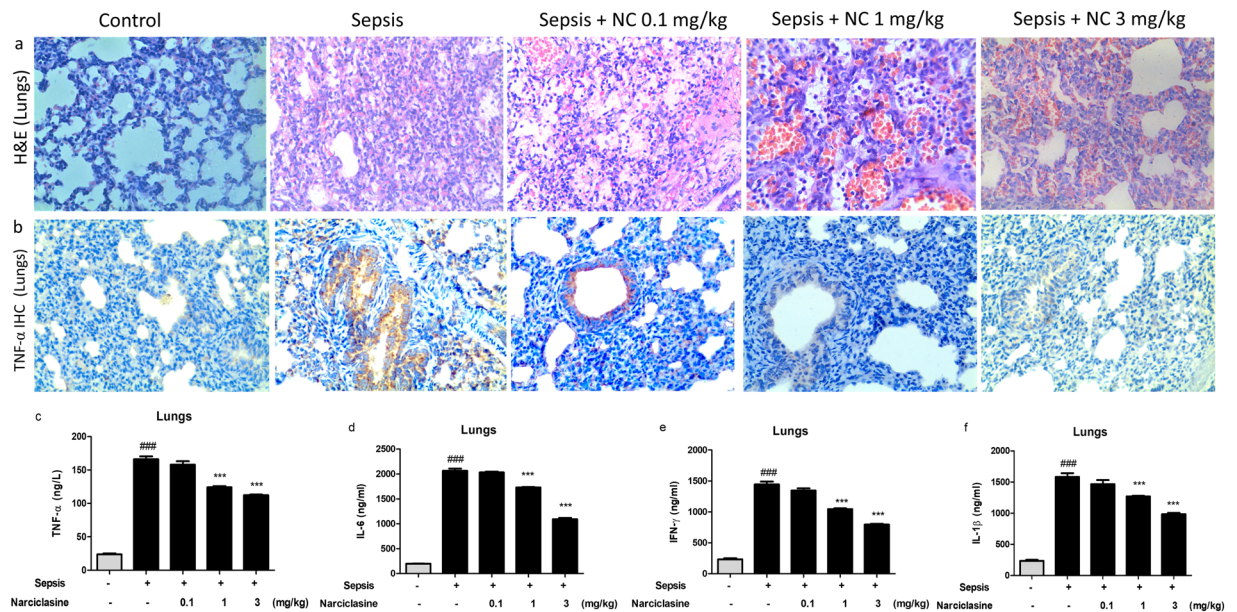 Control
Sepsis
Sepsis + NC 0.1 mg/kg
Sepsis + NC 1 mg/kg
Sepsis + NC 3 mg/kg
a
H&E (Lungs)
b
TNF-α IHC (Lungs)
c
Lungs
TNF-α (ng/L)
200
150
100
50
0
###
***
***
Sepsis - + + + +
Narciclasine - - 0.1 1 3 (mg/kg)
d
Lungs
IL-6 (ng/ml)
2500
2000
1500
1000
500
0
###
***
***
Sepsis - + + + +
Narciclasine - - 0.1 1 3 (mg/kg)
e
Lungs
IFN-γ (ng/ml)
2000
1500
1000
500
0
###
***
***
Sepsis - + + + +
Narciclasine - - 0.1 1 3 (mg/kg)
f
Lungs
IL-1β (ng/ml)
2000
1500
1000
500
0
###
***
***
Sepsis - + + + +
Narciclasine - - 0.1 1 3 (mg/kg)